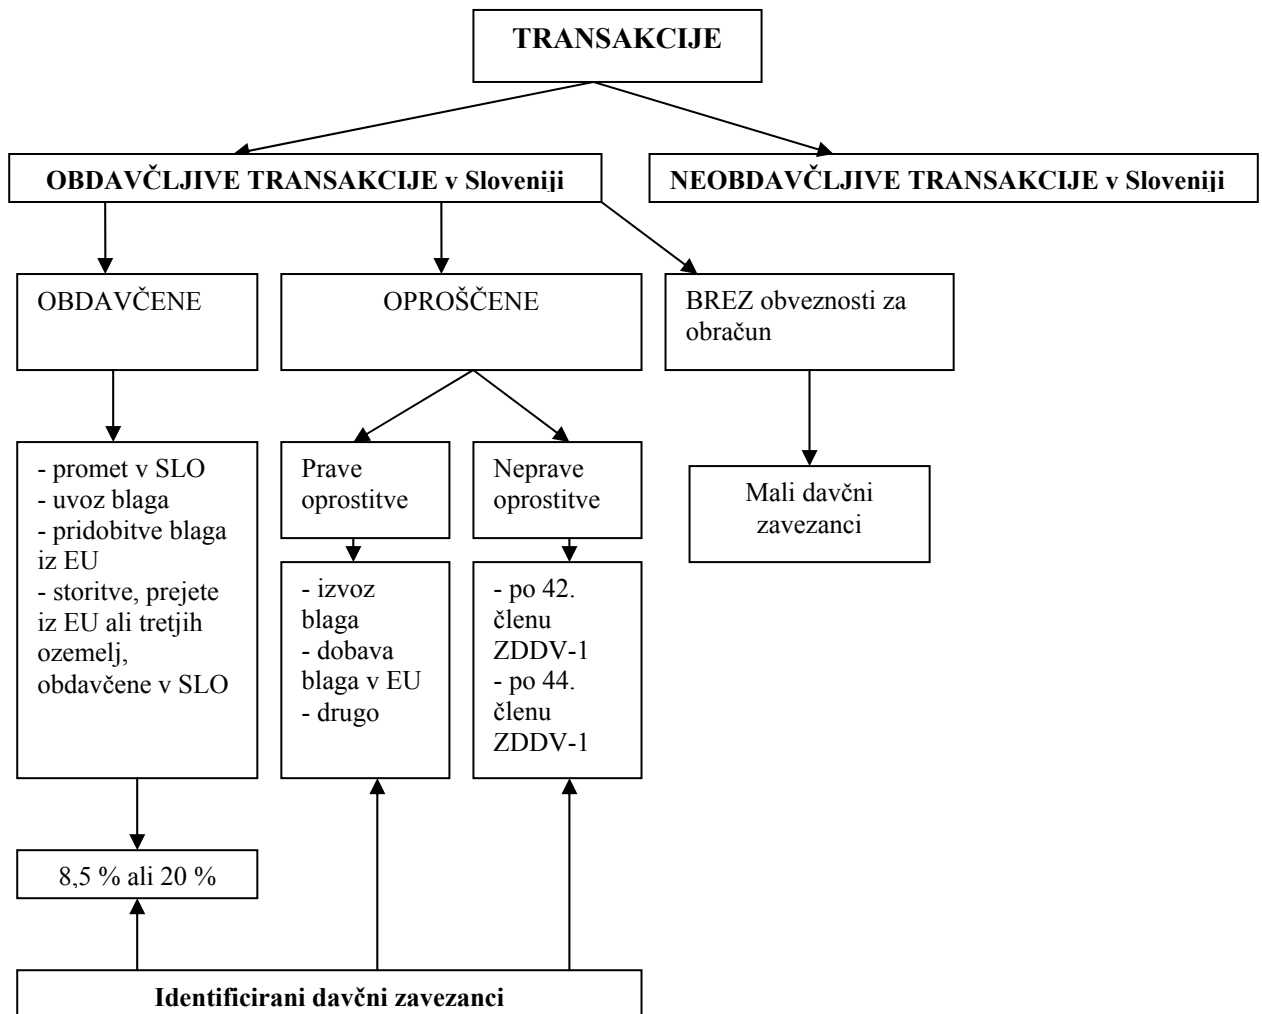 TRANSAKCIJE
OBDAVČLJIVE TRANSAKCIJE v Sloveniji
NEOBDAVČLJIVE TRANSAKCIJE v Sloveniji
OBDAVČENE
OPROŠČENE
BREZ obveznosti za
obračun
- promet v SLO
- uvoz blaga
- pridobitve blaga
iz EU
- storitve, prejete
iz EU ali tretjih
ozemelj,
obdavčene v SLO
Prave
oprostitve
Neprave
oprostitve
Mali davčni
zavezanci
- izvoz
blaga
- dobava
blaga v EU
- drugo
- po 42.
členu
ZDDV-1
- po 44.
členu
ZDDV-1
8,5 % ali 20 %
Identificirani davčni zavezanci